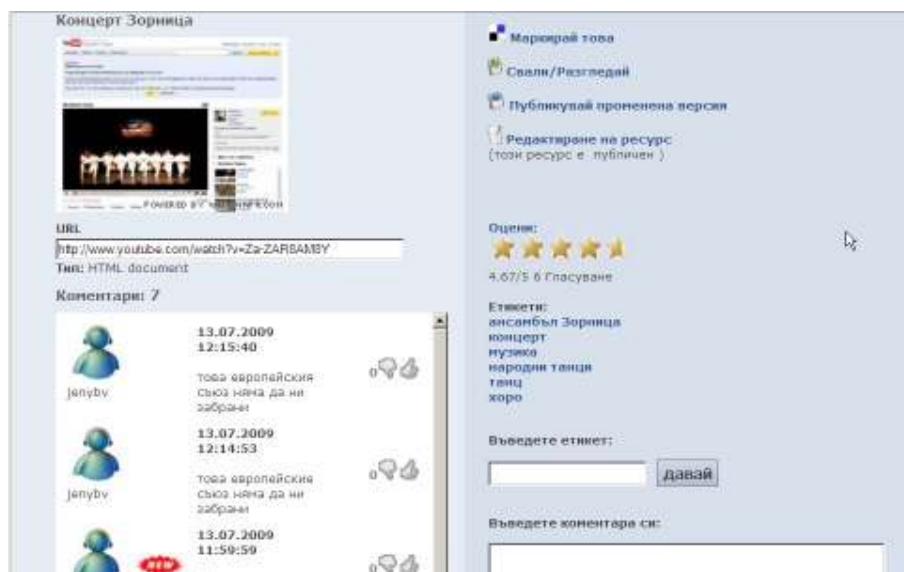 Концерт Зорница
URL
http://www.youtube.com/watch?v=Za-ZAR8AM8Y
Тип: HTML document
Коментари: 7
13.07.2009
12:15:40
това европейския
съюз няма да ни
забрани
jenybv
13.07.2009
12:14:53
това европейския
съюз няма да ни
забрани
jenybv
13.07.2009
11:59:59
NEW
Маркирай това
Свали/Разгледай
Публикувай променена версия
Редактиране на ресурс
(този ресурс е публичен )
Оцени:
4.67/5 6 Гласуване
Етикети:
ансамбъл Зорница
концерт
музика
народни танци
танц
хоро
Въведете етикет:
давай
Въведете коментара си: